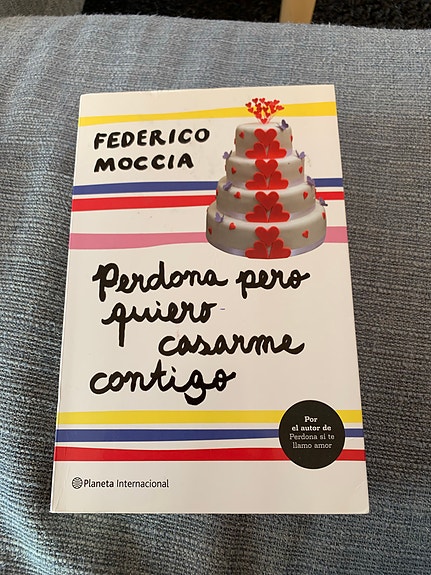 FEDERICO
MOCCIA
Perdona pero
quiero
casarme
contigo
Por
el autor de
Perdona si te
llamo amor
Planeta Internacional